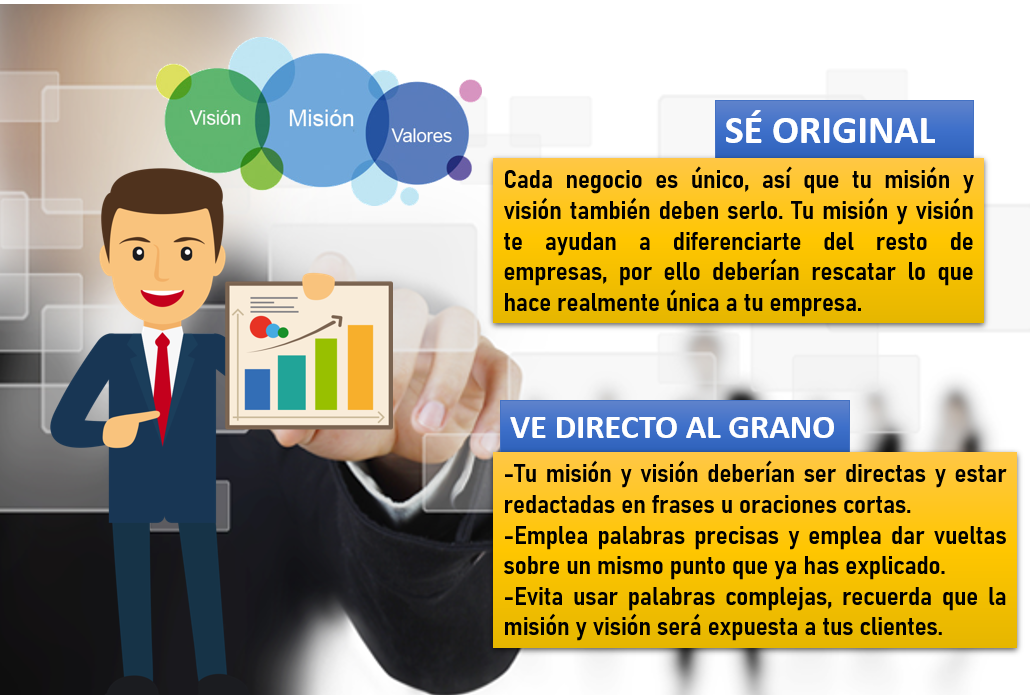 Visión
Misión
Valores
SÉ ORIGINAL
Cada negocio es único, así que tu misión y
visión también deben serlo. Tu misión y visión
te ayudan a diferenciarte del resto de
empresas, por ello deberían rescatar lo que
hace realmente única a tu empresa.
VE DIRECTO AL GRANO
-Tu misión y visión deberían ser directas y estar
redactadas en frases u oraciones cortas.
-Emplea palabras precisas y emplea dar vueltas
sobre un mismo punto que ya has explicado.
-Evita usar palabras complejas, recuerda que la
misión y visión será expuesta a tus clientes.